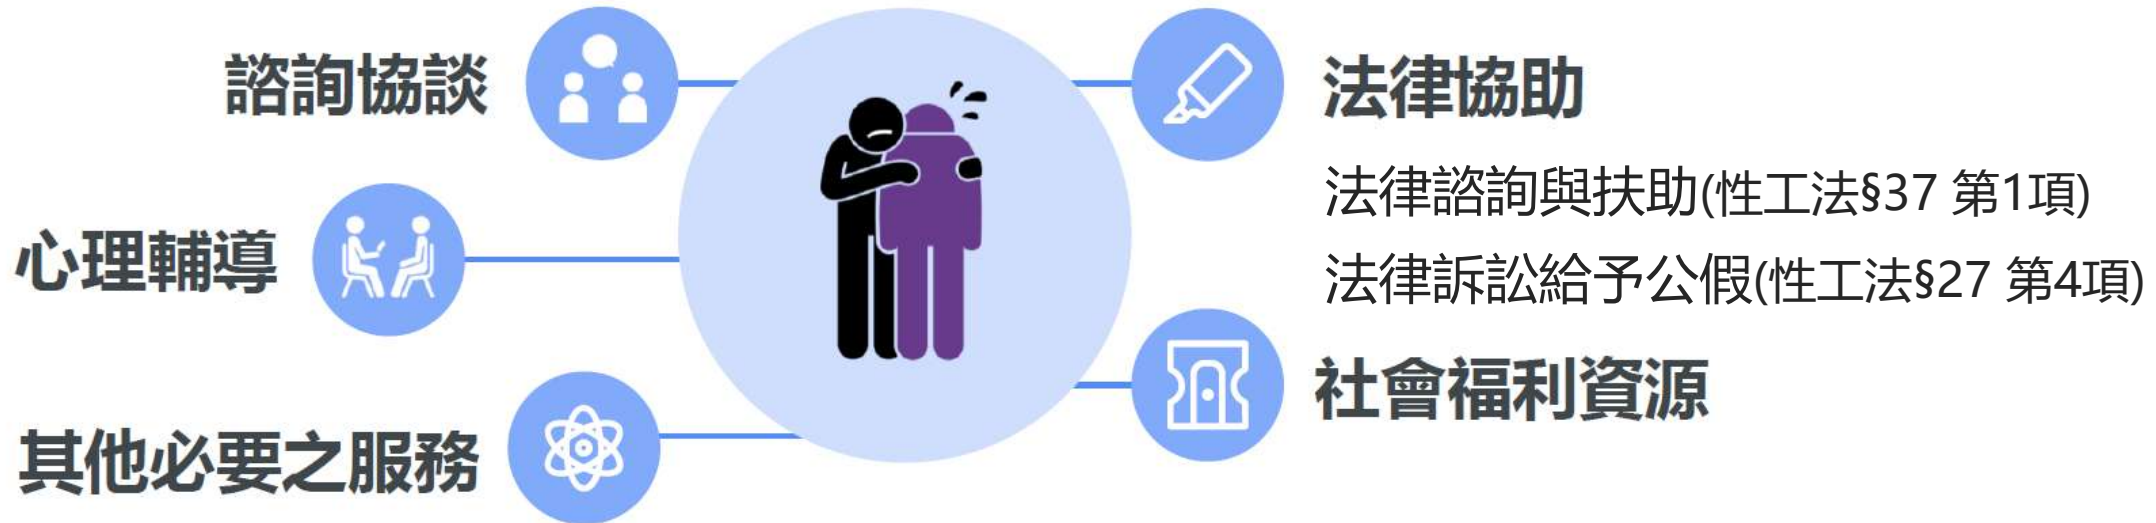 諮詢協談
心理輔導
其他必要之服務
法律協助
法律諮詢與扶助(性工法§37 第1項)
法律訴訟給予公假(性工法§27 第4項)
社會福利資源